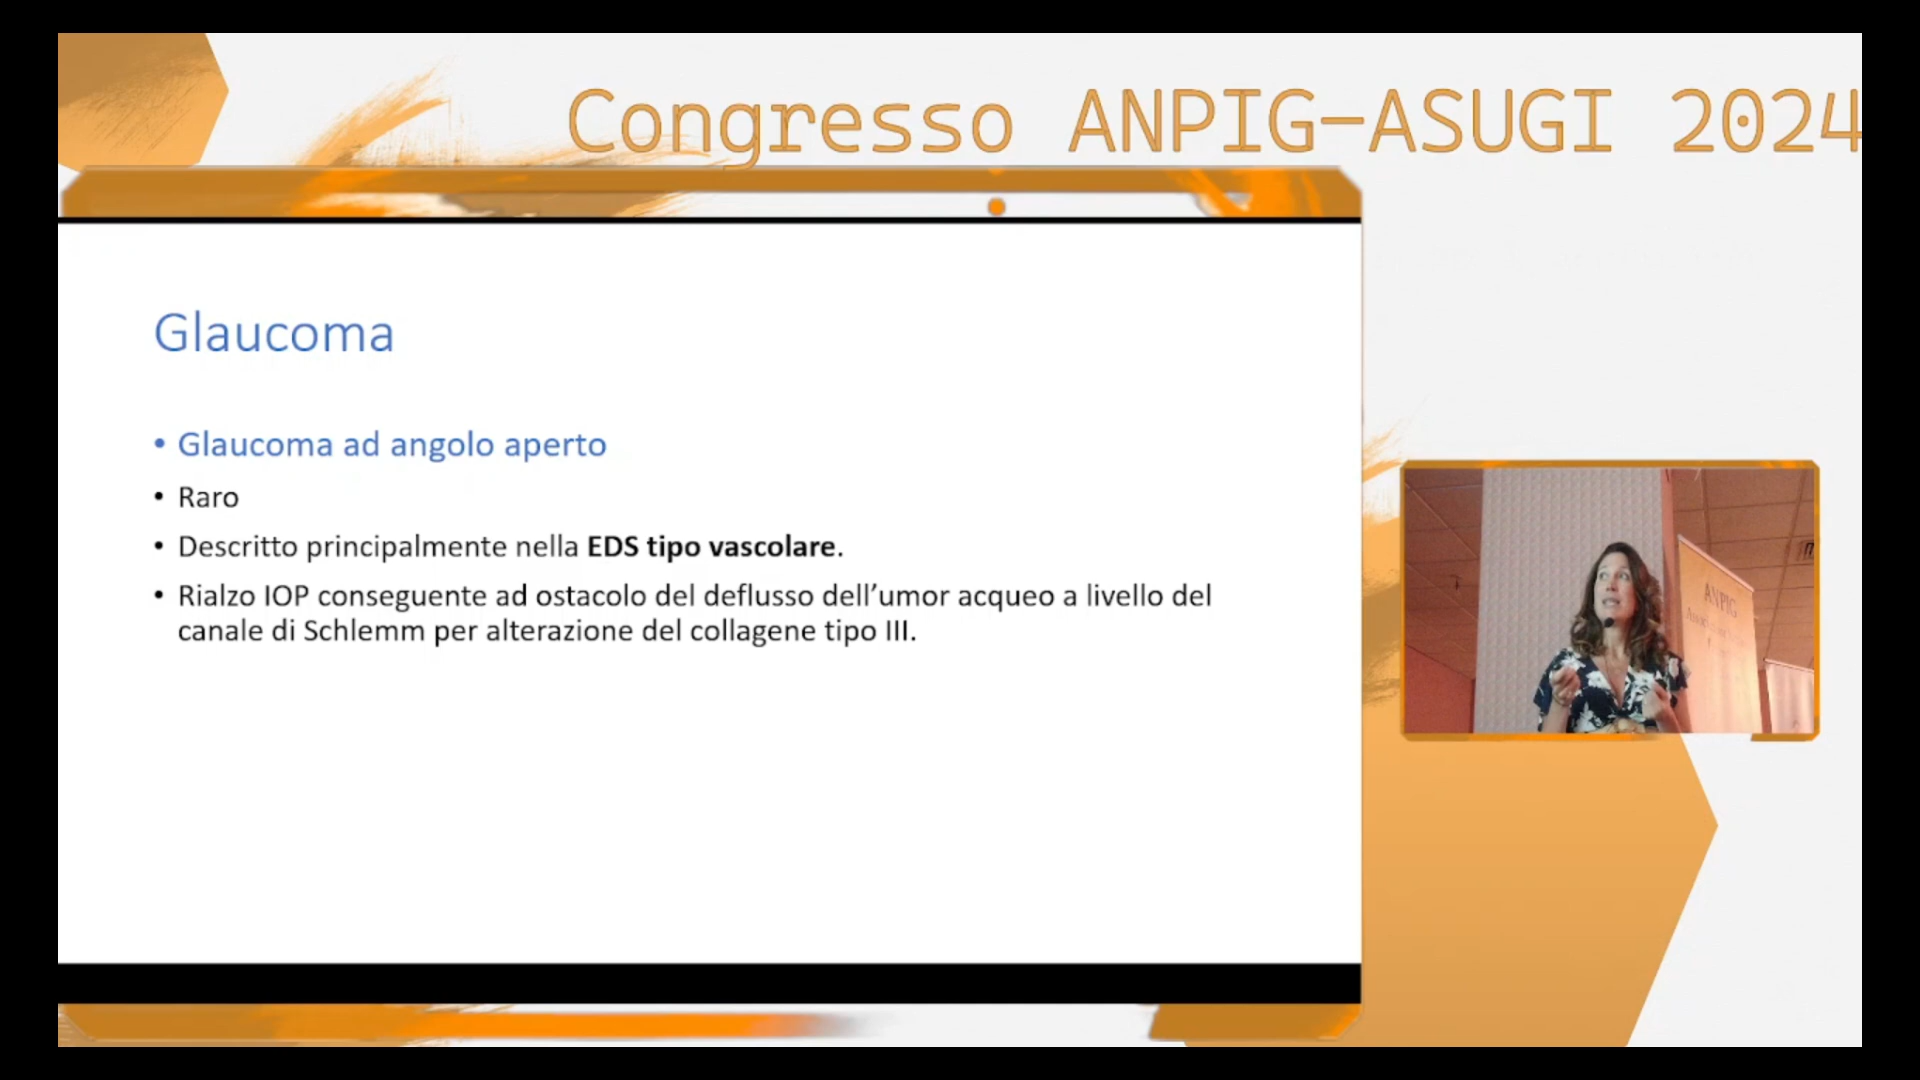 Congresso ANPIG-ASUGI 2024
Glaucoma
• Glaucoma ad angolo aperto
• Raro
• Descritto principalmente nella EDS tipo vascolare.
• Rialzo IOP conseguente ad ostacolo del deflusso dell’umor acqueo a livello del
canale di Schlemm per alterazione del collagene tipo III.
ANPIG